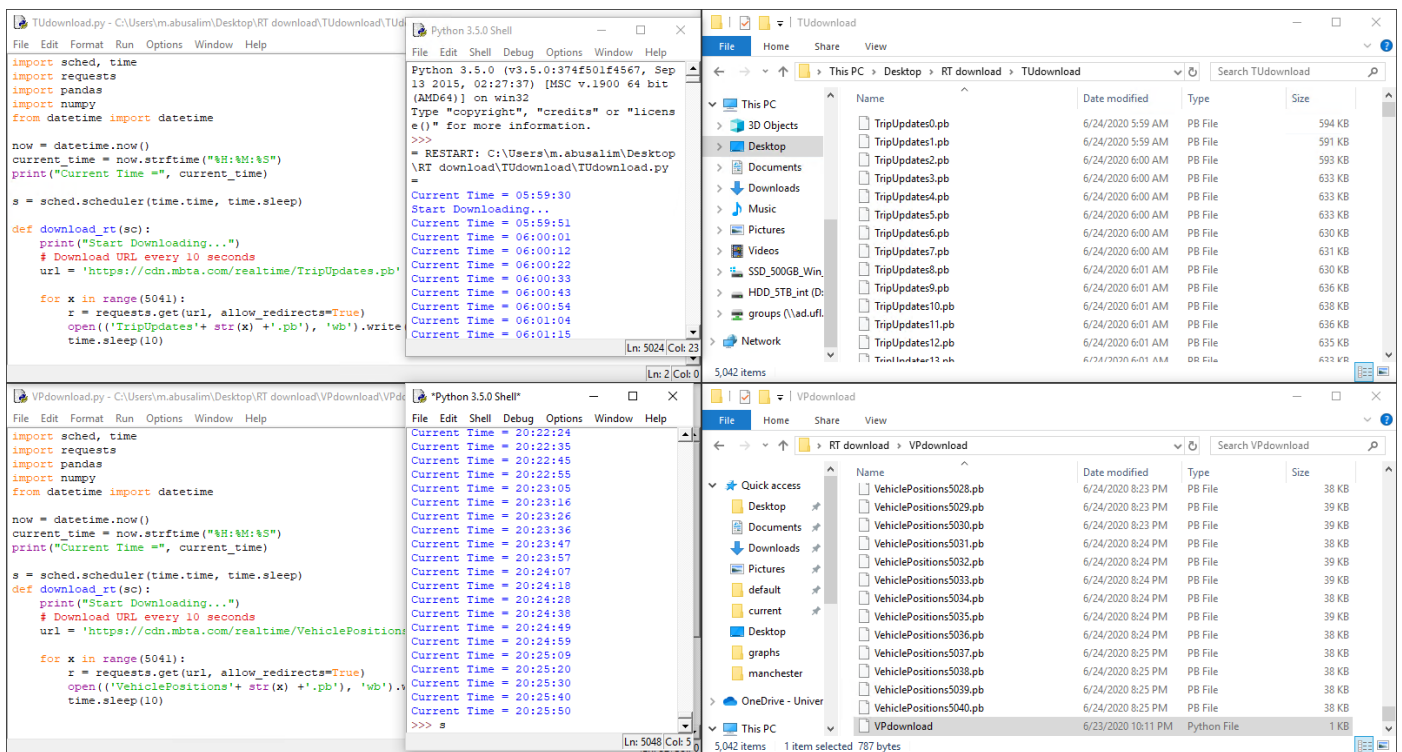 TUdownload.py - C:\Users\m.abusalim\Desktop\RT download\TUdownload\TUd
File Edit Format Run Options Window Help
import sched, time
import requests
import pandas
import numpy
from datetime import datetime
now = datetime.now()
current_time = now.strftime("%H:%M:%S")
print("Current Time =", current_time)
s = sched.scheduler(time.time, time.sleep)
def download_rt(sc):
print("Start Downloading...")
# Download URL every 10 seconds
url = 'https://cdn.mbta.com/realtime/TripUpdates.pb'
for x in range(5041):
r = requests.get(url, allow_redirects=True)
open(('TripUpdates'+ str(x) +'.pb'), 'wb').write(
time.sleep(10)
Ln: 2 Col: 0
Python 3.5.0 Shell
File Edit Shell Debug Options Window Help
Python 3.5.0 (v3.5.0:374f501f4567, Sep
13 2015, 02:27:37) [MSC v.1900 64 bit
(AMD64)] on win32
Type "copyright", "credits" or "licens
e()" for more information.
>>>
= RESTART: C:\Users\m.abusalim\Desktop
\RT download\TUdownload\TUdownload.py
=
Current Time = 05:59:30
Start Downloading...
Current Time = 05:59:51
Current Time = 06:00:01
Current Time = 06:00:12
Current Time = 06:00:22
Current Time = 06:00:33
Current Time = 06:00:43
Current Time = 06:00:54
Current Time = 06:01:04
Current Time = 06:01:15
Ln: 5024 Col: 23
TUdownload
File Home Share View
This PC > Desktop > RT download > TUdownload
Search TUdownload
This PC
3D Objects
Desktop
Documents
Downloads
Music
Pictures
Videos
SSD_500GB_Win_
HDD_5TB_int (D:
groups (\\ad.ufl.
Network
Name Date modified Type Size
TripUpdates0.pb 6/24/2020 5:59 AM PB File 594 KB
TripUpdates1.pb 6/24/2020 5:59 AM PB File 591 KB
TripUpdates2.pb 6/24/2020 6:00 AM PB File 593 KB
TripUpdates3.pb 6/24/2020 6:00 AM PB File 633 KB
TripUpdates4.pb 6/24/2020 6:00 AM PB File 633 KB
TripUpdates5.pb 6/24/2020 6:00 AM PB File 633 KB
TripUpdates6.pb 6/24/2020 6:00 AM PB File 630 KB
TripUpdates7.pb 6/24/2020 6:00 AM PB File 631 KB
TripUpdates8.pb 6/24/2020 6:01 AM PB File 630 KB
TripUpdates9.pb 6/24/2020 6:01 AM PB File 636 KB
TripUpdates10.pb 6/24/2020 6:01 AM PB File 638 KB
TripUpdates11.pb 6/24/2020 6:01 AM PB File 636 KB
TripUpdates12.pb 6/24/2020 6:01 AM PB File 635 KB
TripUpdates13.pb 6/24/2020 6:01 AM PB File 633 KB
5,042 items
VPdownload.py - C:\Users\m.abusalim\Desktop\RT download\VPdownload\VPdo
File Edit Format Run Options Window Help
import sched, time
import requests
import pandas
import numpy
from datetime import datetime
now = datetime.now()
current_time = now.strftime("%H:%M:%S")
print("Current Time =", current_time)
s = sched.scheduler(time.time, time.sleep)
def download_rt(sc):
print("Start Downloading...")
# Download URL every 10 seconds
url = 'https://cdn.mbta.com/realtime/VehiclePositions
for x in range(5041):
r = requests.get(url, allow_redirects=True)
open(('VehiclePositions'+ str(x) +'.pb'), 'wb').w
time.sleep(10)
*Python 3.5.0 Shell*
File Edit Shell Debug Options Window Help
Current Time = 20:22:24
Current Time = 20:22:35
Current Time = 20:22:45
Current Time = 20:22:55
Current Time = 20:23:05
Current Time = 20:23:16
Current Time = 20:23:26
Current Time = 20:23:36
Current Time = 20:23:47
Current Time = 20:23:57
Current Time = 20:24:07
Current Time = 20:24:18
Current Time = 20:24:28
Current Time = 20:24:38
Current Time = 20:24:49
Current Time = 20:24:59
Current Time = 20:25:09
Current Time = 20:25:20
Current Time = 20:25:30
Current Time = 20:25:40
Current Time = 20:25:50
>>> s
Ln: 5048 Col: 5
VPdownload
File Home Share View
RT download > VPdownload
Search VPdownload
Quick access
Desktop
Documents
Downloads
Pictures
default
current
Desktop
graphs
manchester
OneDrive - Univer
This PC
Name Date modified Type Size
VehiclePositions5028.pb 6/24/2020 8:23 PM PB File 38 KB
VehiclePositions5029.pb 6/24/2020 8:23 PM PB File 39 KB
VehiclePositions5030.pb 6/24/2020 8:23 PM PB File 39 KB
VehiclePositions5031.pb 6/24/2020 8:24 PM PB File 38 KB
VehiclePositions5032.pb 6/24/2020 8:24 PM PB File 39 KB
VehiclePositions5033.pb 6/24/2020 8:24 PM PB File 39 KB
VehiclePositions5034.pb 6/24/2020 8:24 PM PB File 38 KB
VehiclePositions5035.pb 6/24/2020 8:24 PM PB File 39 KB
VehiclePositions5036.pb 6/24/2020 8:24 PM PB File 38 KB
VehiclePositions5037.pb 6/24/2020 8:25 PM PB File 38 KB
VehiclePositions5038.pb 6/24/2020 8:25 PM PB File 38 KB
VehiclePositions5039.pb 6/24/2020 8:25 PM PB File 38 KB
VehiclePositions5040.pb 6/24/2020 8:25 PM PB File 38 KB
VPdownload 6/23/2020 10:11 PM Python File 1 KB
5,042 items 1 item selected 787 bytes